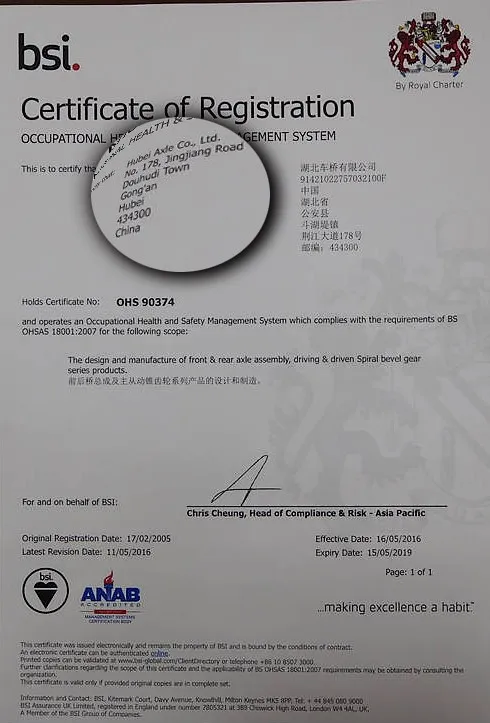 bsi.
By Royal Charter
Certificate of Registration
OCCUPATIONAL HEALTH & MANAGEMENT SYSTEM
This is to certify
Hubei Axle Co., Ltd.
No. 178, Jingjiang Road
Douhudi Town
Gong'an
Hubei
434300
China
湖北车桥有限公司
91421022757032100F
中国
湖北省
公安县
斗湖堤镇
荆江大道178号
邮编：434300
Holds Certificate No: OHS 90374
and operates an Occupational Health and Safety Management System which complies with the requirements of BS
OHSAS 18001:2007 for the following scope:
The design and manufacture of front & rear axle assembly, driving & driven Spiral bevel gear
series products.
前后桥总成及主从动锥齿轮系列产品的设计和制造。
For and on behalf of BSI:
Chris Cheung, Head of Compliance & Risk - Asia Pacific
Original Registration Date: 17/02/2005
Effective Date: 16/05/2016
Latest Revision Date: 11/05/2016
Expiry Date: 15/05/2019
Page: 1 of 1
bsi.
ANAB
ACCREDITED
MANAGEMENT SYSTEMS
CERTIFICATION BODY
...making excellence a habit.™
This certificate was issued electronically and remains the property of BSI and is bound by the conditions of contract.
An electronic certificate can be authenticated online.
Printed copies can be validated at www.bsi-global.com/ClientDirectory or telephone +86 10 8507 3000.
Further clarifications regarding the scope of this certificate and the applicability of BS OHSAS 18001:2007 requirements may be obtained by consulting the
organization.
This certificate is valid only if provided original copies are in complete set.
Information and Contact: BSI, Kitemark Court, Davy Avenue, Knowlhill, Milton Keynes MK5 8PP. Tel: + 44 845 080 9000
BSI Assurance UK Limited, registered in England under number 7805321 at 389 Chiswick High Road, London W4 4AL, UK.
A Member of the BSI Group of Companies.